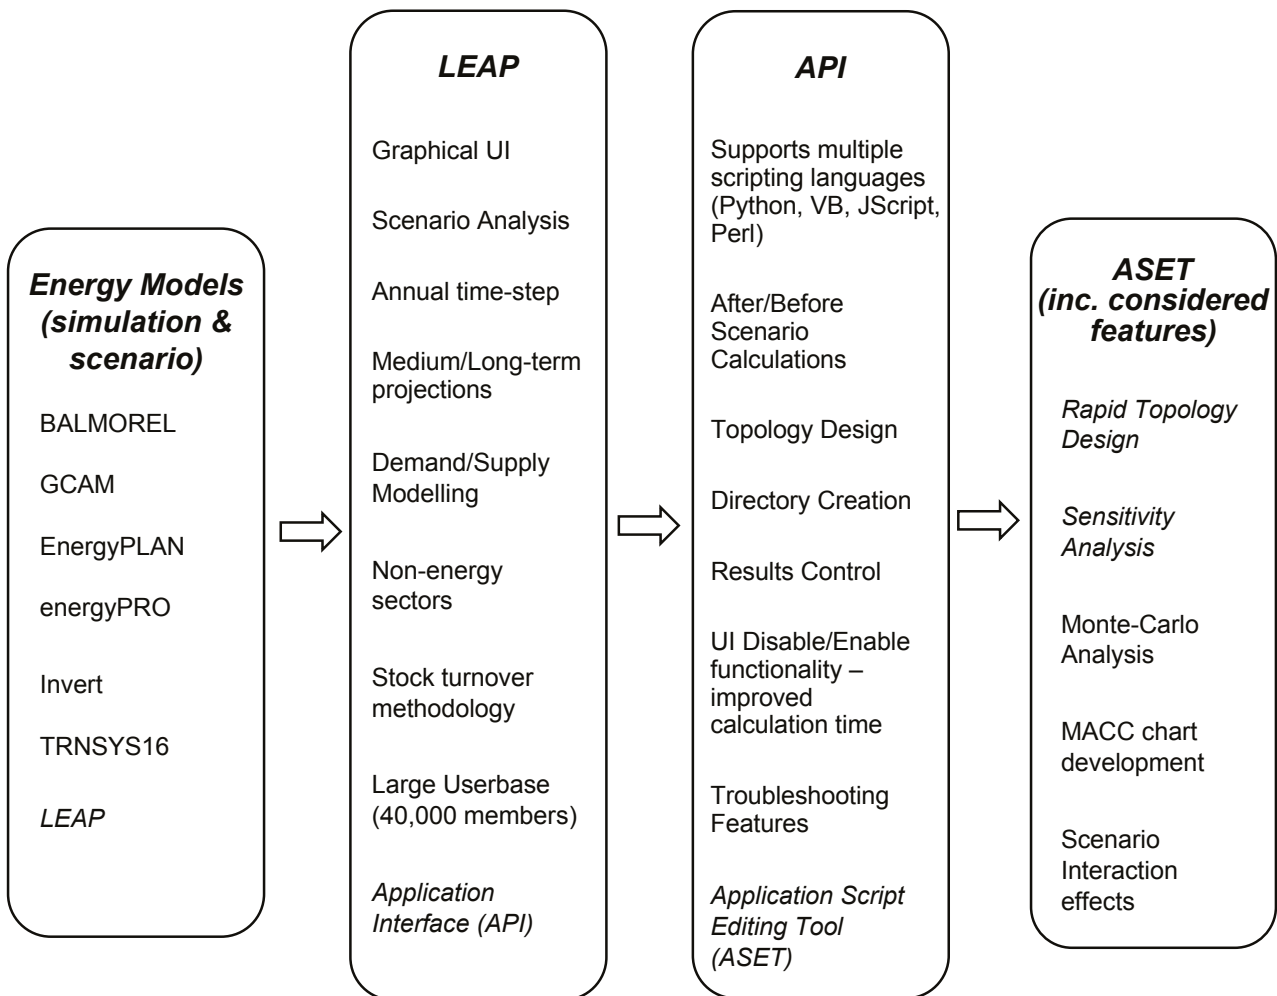 Energy Models
(simulation &
scenario)
BALMOREL
GCAM
EnergyPLAN
energyPRO
Invert
TRNSYS16
LEAP
LEAP
Graphical UI
Scenario Analysis
Annual time-step
Medium/Long-term
projections
Demand/Supply
Modelling
Non-energy
sectors
Stock turnover
methodology
Large Userbase
(40,000 members)
Application
Interface (API)
API
Supports multiple
scripting languages
(Python, VB, JScript,
Perl)
After/Before
Scenario
Calculations
Topology Design
Directory Creation
Results Control
UI Disable/Enable
functionality –
improved
calculation time
Troubleshooting
Features
Application Script
Editing Tool
(ASET)
ASET
(inc. considered
features)
Rapid Topology
Design
Sensitivity
Analysis
Monte-Carlo
Analysis
MACC chart
development
Scenario
Interaction
effects